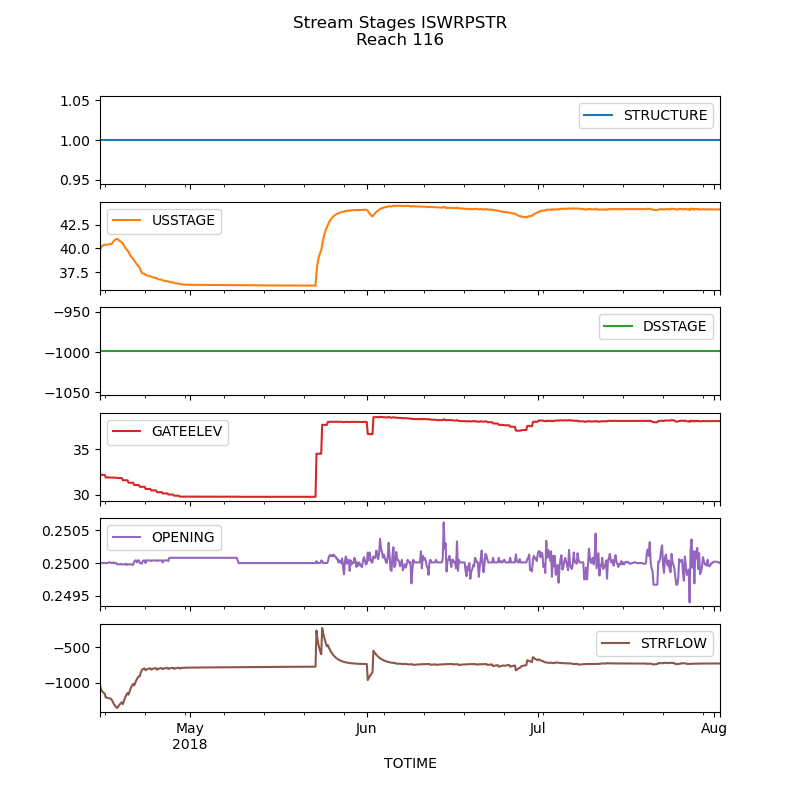 Stream Stages ISWRPSTR
Reach 116
1.05
1.00
0.95
STRUCTURE
42.5
40.0
37.5
USSTAGE
−950
−1000
−1050
DSSTAGE
35
30
GATEELEV
0.2505
0.2500
0.2495
OPENING
−500
−1000
STRFLOW
May
2018
Jun
Jul
Aug
TOTIME